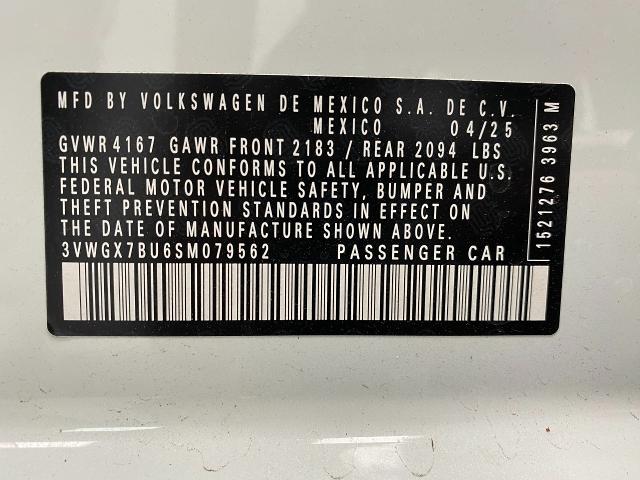 MFD BY VOLKSWAGEN DE MEXICO S.A. DE C.V.
MEXICO 04/25
GVWR 4167 GAWR FRONT 2183 / REAR 2094 LBS
THIS VEHICLE CONFORMS TO ALL APPLICABLE U.S.
FEDERAL MOTOR VEHICLE SAFETY, BUMPER AND
THEFT PREVENTION STANDARDS IN EFFECT ON
THE DATE OF MANUFACTURE SHOWN ABOVE.
3VWGX7BU6SM079562 PASSENGER CAR
1521276 3963 M